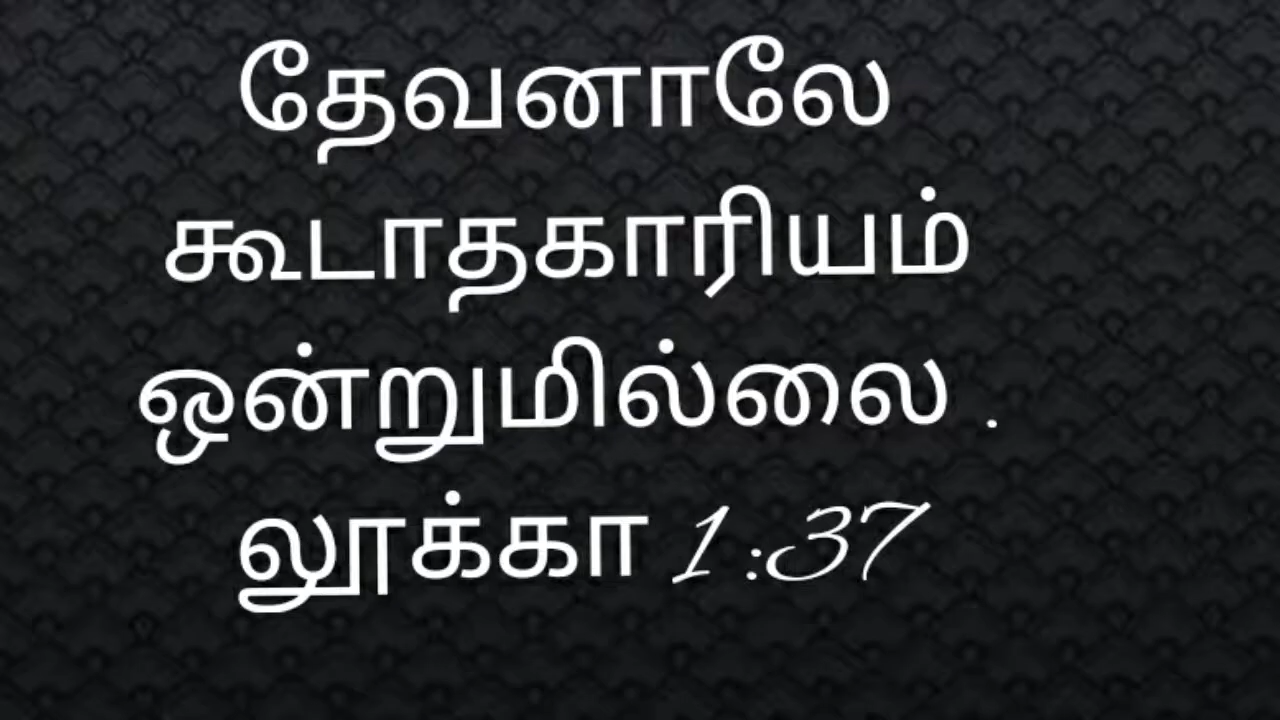 தேவனாலே
கூடாதகாரியம்
ஒன்றுமில்லை .
லூக்கா 1:37